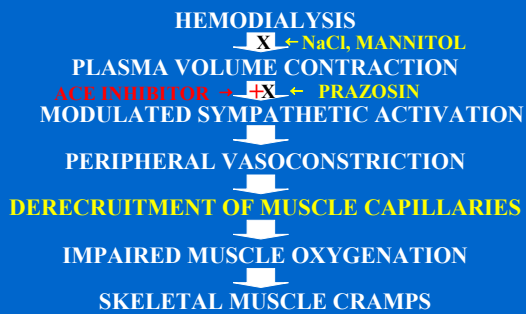 HEMODIALYSIS
X ← NaCl, MANNITOL
PLASMA VOLUME CONTRACTION
ACE INHIBITOR → +X ← PRAZOSIN
MODULATED SYMPATHETIC ACTIVATION
PERIPHERAL VASOCONSTRICTION
DERECRUITMENT OF MUSCLE CAPILLARIES
IMPAIRED MUSCLE OXYGENATION
SKELETAL MUSCLE CRAMPS